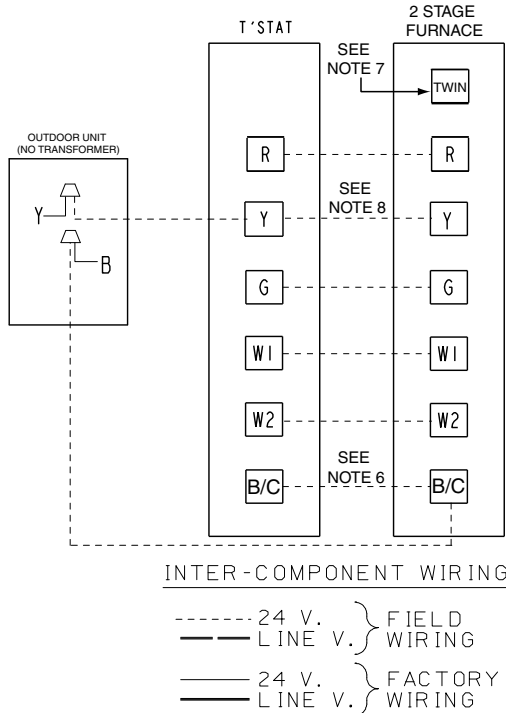 2 STAGE
FURNACE
T'STAT
SEE
NOTE 7
TWIN
OUTDOOR UNIT
(NO TRANSFORMER)
R
R
Y
Y
SEE
NOTE 8
Y
B
G
G
W1
W1
W2
W2
SEE
NOTE 6
B/C
B/C
INTER-COMPONENT WIRING
24 V.
LINE V.
FIELD
WIRING
24 V.
LINE V.
FACTORY
WIRING